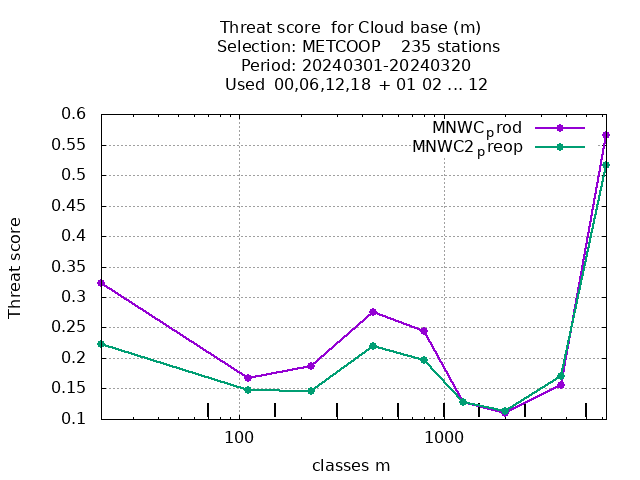 Threat score  for Cloud base (m)
Selection: METCOOP    235 stations
Period: 20240301-20240320
Used  00,06,12,18 + 01 02 ... 12
MNWCprod
MNWC2preop
0.6
0.55
0.5
0.45
0.4
0.35
0.3
0.25
0.2
0.15
0.1
Threat score
100 1000
classes m